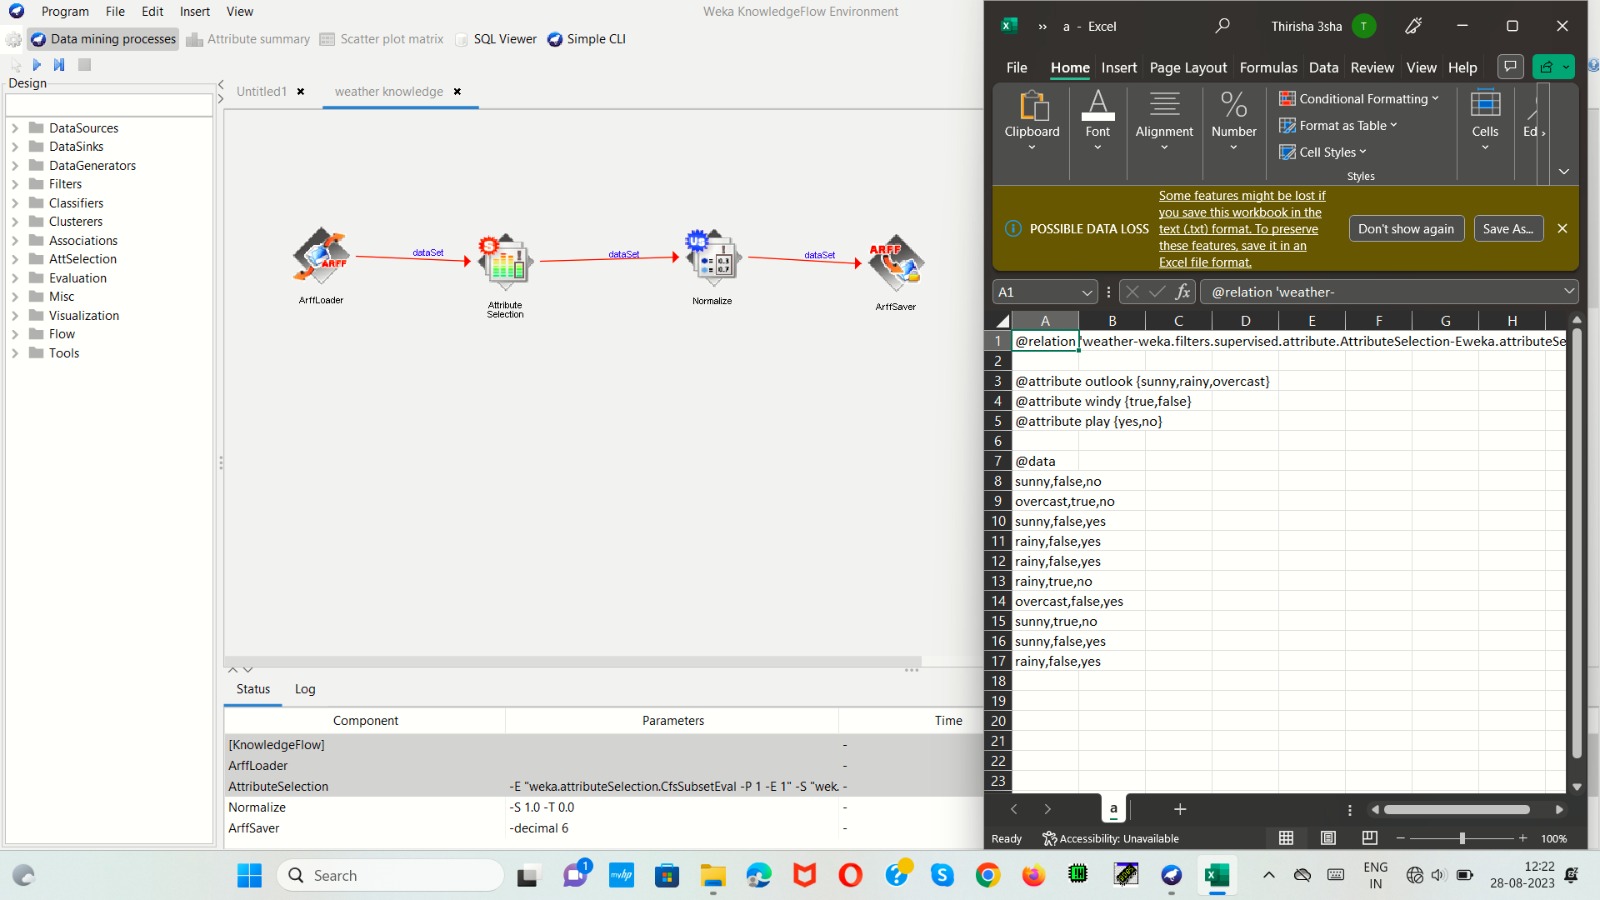 Program File Edit Insert View
Weka KnowledgeFlow Environment
Data mining processes Attribute summary Scatter plot matrix SQL Viewer Simple CLI
Design
Untitled1
weather knowledge
DataSources
DataSinks
DataGenerators
Filters
Classifiers
Clusterers
Associations
AttSelection
Evaluation
Misc
Visualization
Flow
Tools
dataSet
dataSet
dataSet
ARFF
ArffLoader
S
Attribute
Selection
US
Normalize
ARFF
ArffSaver
Status Log
Component Parameters Time
[KnowledgeFlow] -
ArffLoader -
AttributeSelection -E "weka.attributeSelection.CfsSubsetEval -P 1 -E 1" -S "wek. -
Normalize -S 1.0 -T 0.0 -
ArffSaver -decimal 6 -
a - Excel
Thirisha 3sha T
File Home Insert Page Layout Formulas Data Review View Help
Clipboard
Font
Alignment
Number
Conditional Formatting
Format as Table
Cell Styles
Styles
Cells
Ed
POSSIBLE DATA LOSS
Some features might be lost if
you save this workbook in the
text (.txt) format. To preserve
these features, save it in an
Excel file format.
Don't show again
Save As...
A1
fx
@relation 'weather-
A B C D E F G H
1 @relation 'weather-weka.filters.supervised.attribute.AttributeSelection-Eweka.attributeSe
2
3 @attribute outlook {sunny,rainy,overcast}
4 @attribute windy {true,false}
5 @attribute play {yes,no}
6
7 @data
8 sunny,false,no
9 overcast,true,no
10 sunny,false,yes
11 rainy,false,yes
12 rainy,false,yes
13 rainy,true,no
14 overcast,false,yes
15 sunny,true,no
16 sunny,false,yes
17 rainy,false,yes
18
19
20
21
22
23
a
Ready
Accessibility: Unavailable
100%
Search
1
myhp
ENG
IN
12:22
28-08-2023